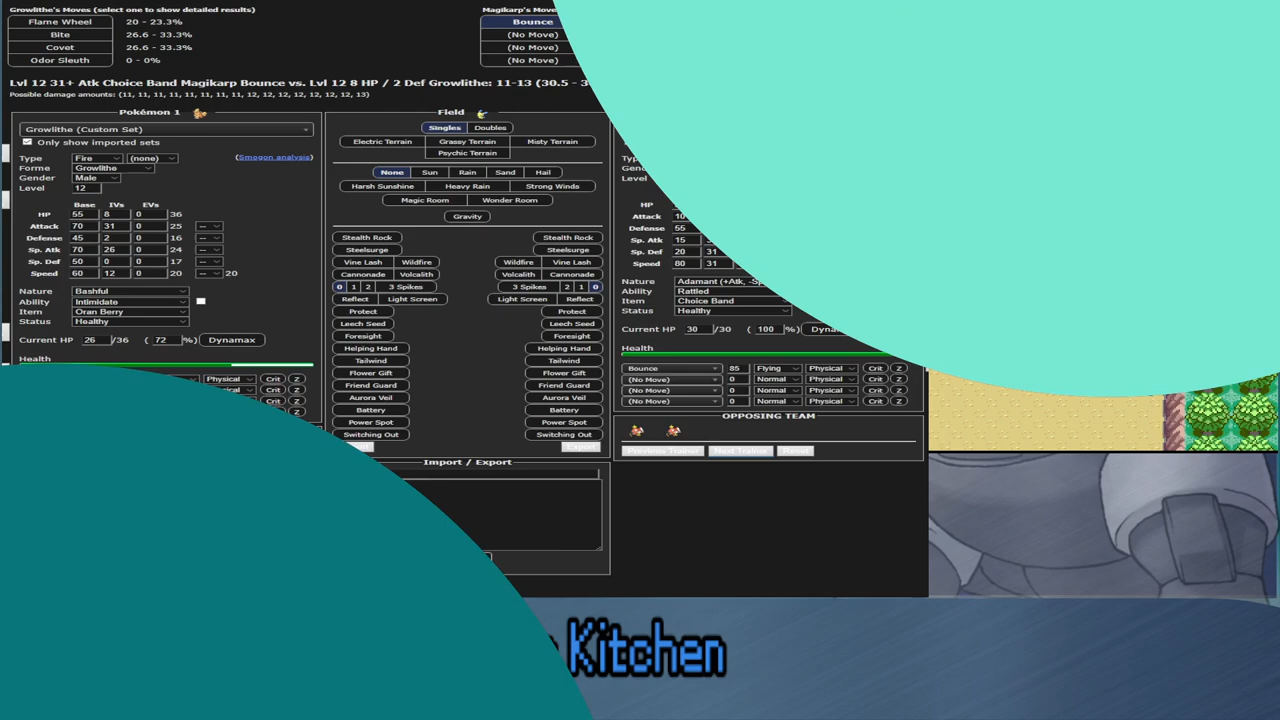 Growlithe's Moves (select one to show detailed results)
Magikarp's Move
Flame Wheel 20 - 23.3%
Bite 26.6 - 33.3%
Covet 26.6 - 33.3%
Odor Sleuth 0 - 0%
Bounce
(No Move)
(No Move)
(No Move)
Lvl 12 31+ Atk Choice Band Magikarp Bounce vs. Lvl 12 8 HP / 2 Def Growlithe: 11-13 (30.5 -
Possible damage amounts: (11, 11, 11, 11, 11, 11, 11, 11, 12, 12, 12, 12, 12, 12, 12, 13)
Pokémon 1
Growlithe (Custom Set)
Only show imported sets
Type Fire (none) (Smogon analysis)
Forme Growlithe
Gender Male
Level 12
Base IVs EVs
HP 55 8 0 36
Attack 70 31 0 25 --
Defense 45 2 0 16 --
Sp. Atk 70 26 0 24 --
Sp. Def 50 0 0 17 --
Speed 60 12 0 20 -- 20
Nature Bashful
Ability Intimidate
Item Oran Berry
Status Healthy
Current HP 26 /36 ( 72 %) Dynamax
Health
Physical Crit Z
Field
Singles Doubles
Electric Terrain Grassy Terrain Misty Terrain
Psychic Terrain
None Sun Rain Sand Hail
Harsh Sunshine Heavy Rain Strong Winds
Magic Room Wonder Room
Gravity
Stealth Rock Stealth Rock
Steelsurge Steelsurge
Vine Lash Wildfire Wildfire Vine Lash
Cannonade Volcalith Volcalith Cannonade
0 1 2 3 Spikes 3 Spikes 2 1 0
Reflect Light Screen Light Screen Reflect
Protect Protect
Leech Seed Leech Seed
Foresight Foresight
Helping Hand Helping Hand
Tailwind Tailwind
Flower Gift Flower Gift
Friend Guard Friend Guard
Aurora Veil Aurora Veil
Battery Battery
Power Spot Power Spot
Switching Out Switching Out
Export
Import / Export
HP
Attack 10
Defense 55
Sp. Atk 15
Sp. Def 20 31
Speed 80 31
Nature Adamant (+Atk, -Sp
Ability Rattled
Item Choice Band
Status Healthy
Current HP 30 /30 ( 100 %) Dynam
Health
Bounce 85 Flying Physical Crit Z
(No Move) 0 Normal Physical Crit Z
(No Move) 0 Normal Physical Crit Z
(No Move) 0 Normal Physical Crit Z
OPPOSING TEAM
Previous Trainer Next Trainer Reset
Kitchen